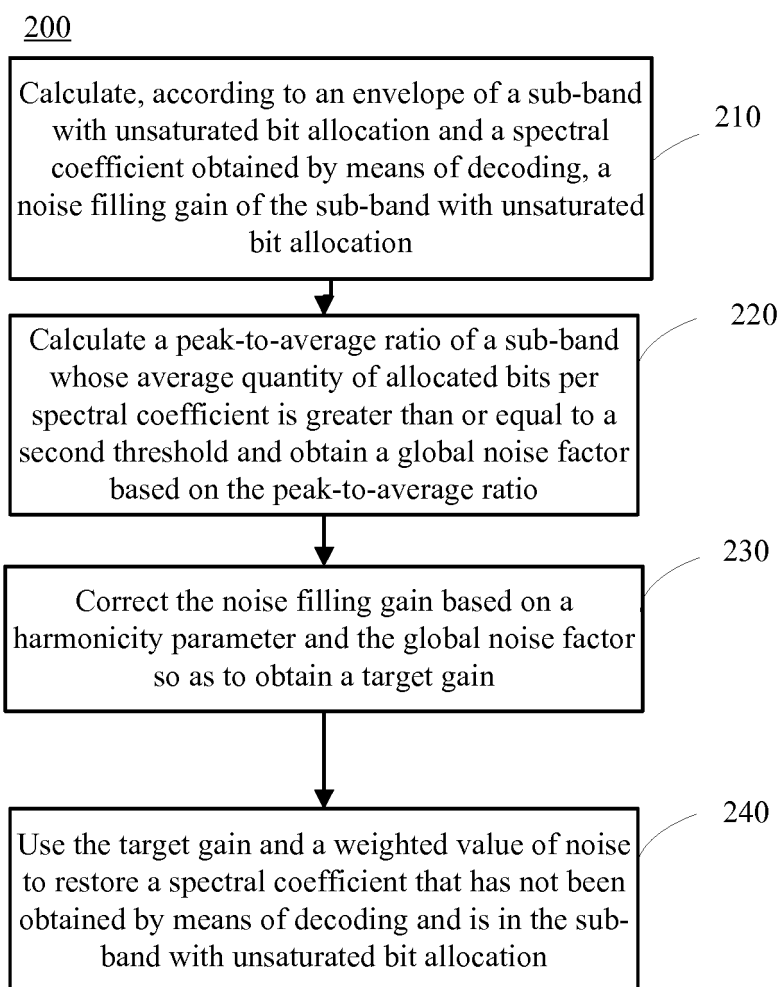 200
Calculate, according to an envelope of a sub-band
with unsaturated bit allocation and a spectral
coefficient obtained by means of decoding, a
noise filling gain of the sub-band with unsaturated
bit allocation
210
Calculate a peak-to-average ratio of a sub-band
whose average quantity of allocated bits per
spectral coefficient is greater than or equal to a
second threshold and obtain a global noise factor
based on the peak-to-average ratio
220
Correct the noise filling gain based on a
harmonicity parameter and the global noise factor
so as to obtain a target gain
230
Use the target gain and a weighted value of noise
to restore a spectral coefficient that has not been
obtained by means of decoding and is in the sub-
band with unsaturated bit allocation
240